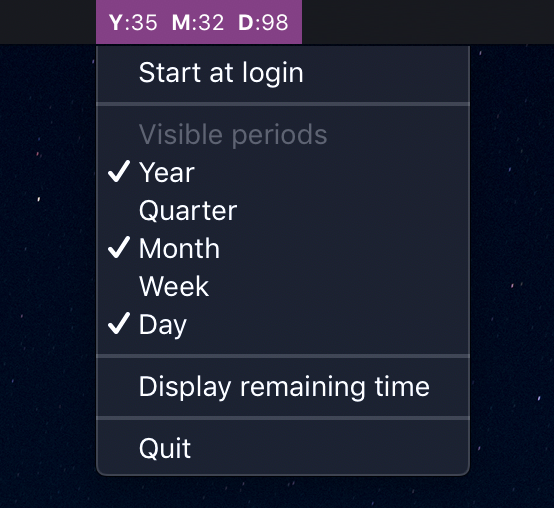 Y:35 M:32 D:98
Start at login
Visible periods
Year
Quarter
Month
Week
Day
Display remaining time
Quit